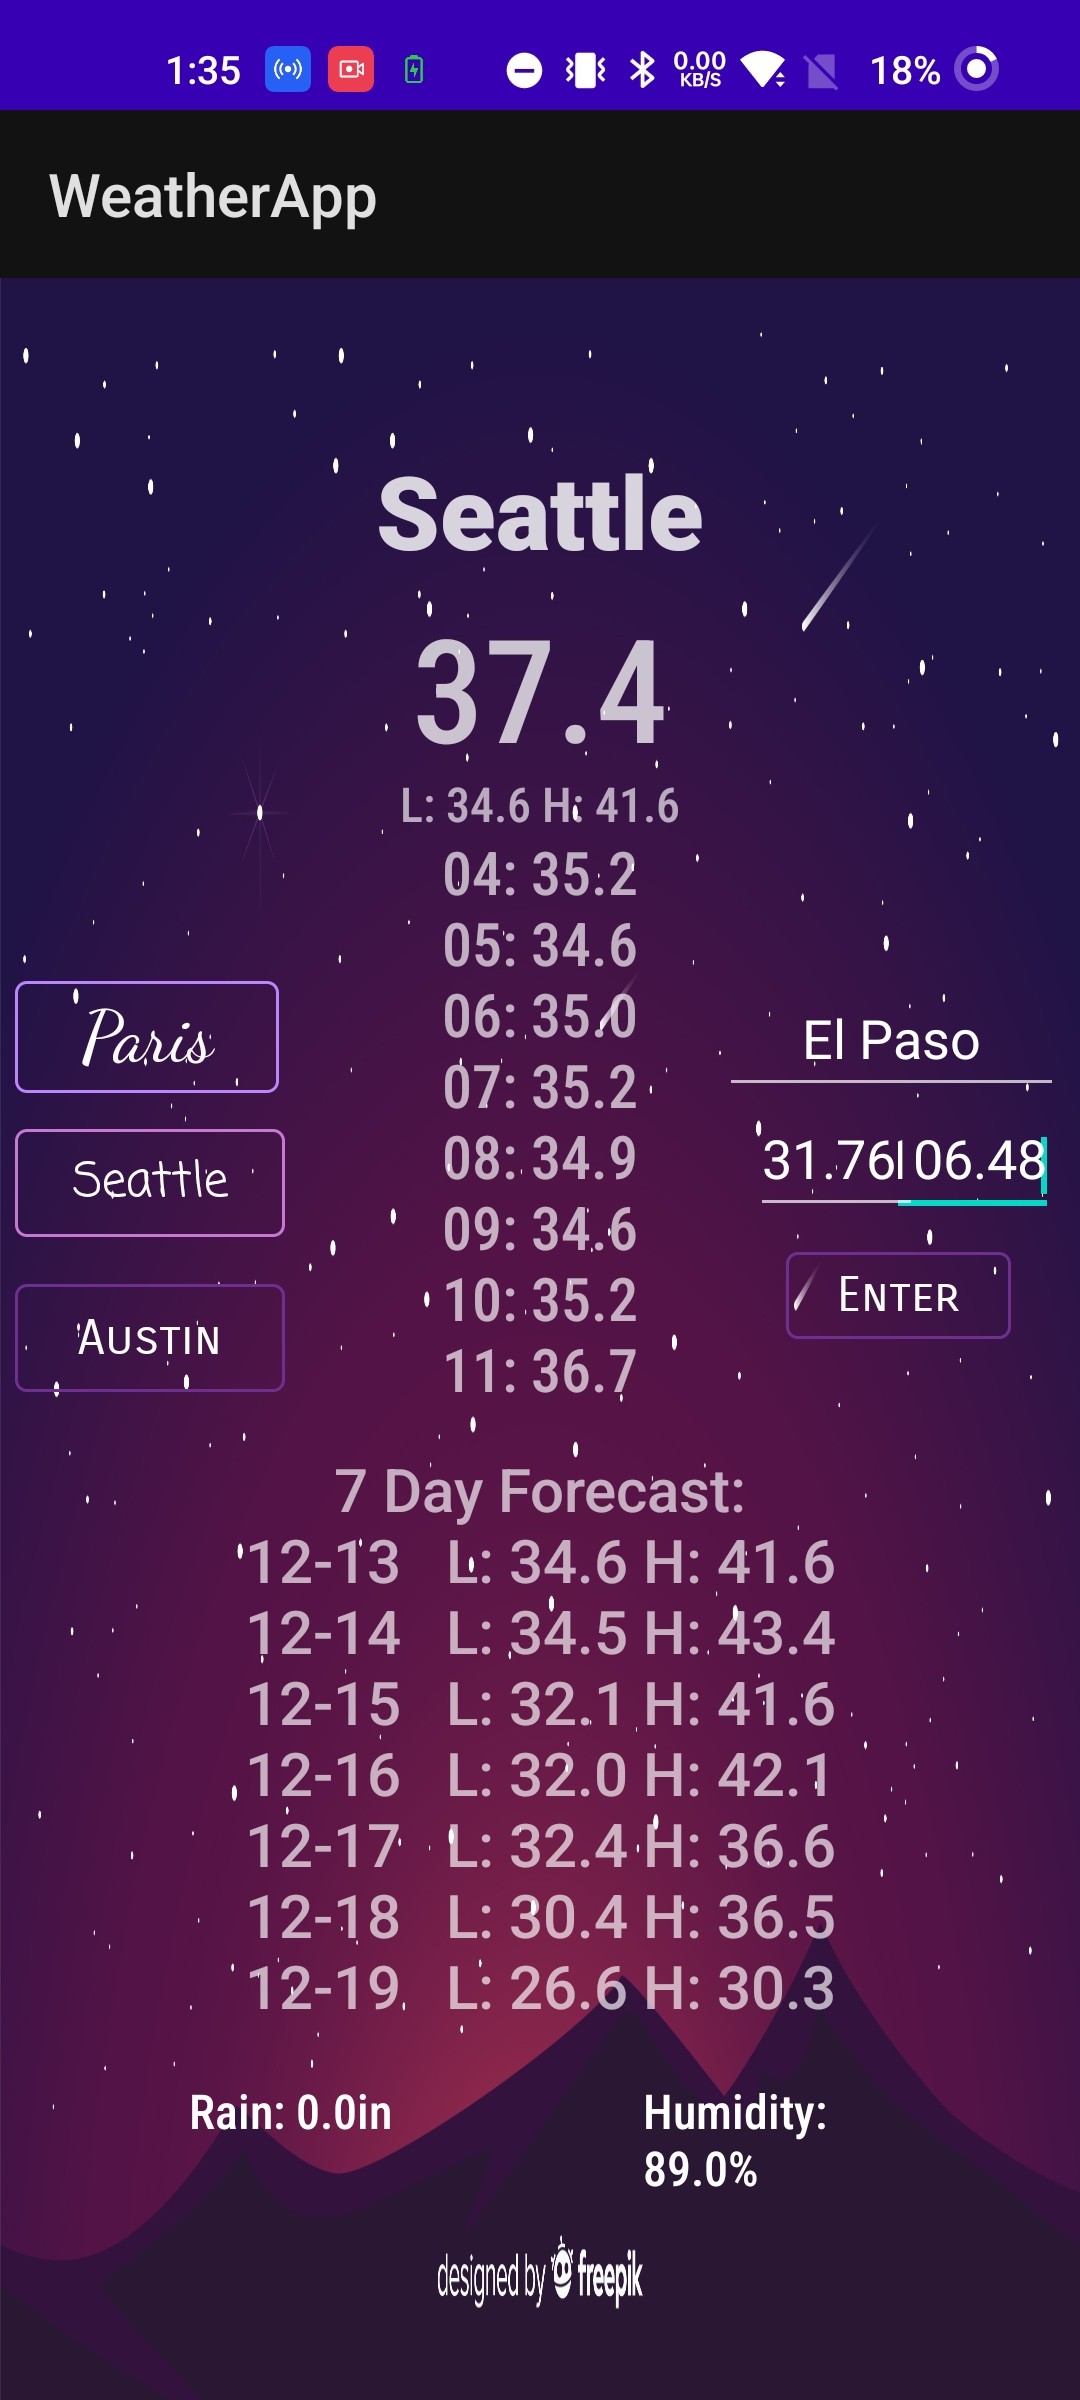 1:35 0.00 KB/S 18%
WeatherApp
Seattle
37.4
L: 34.6 H: 41.6
04: 35.2
05: 34.6
06: 35.0
07: 35.2
08: 34.9
09: 34.6
10: 35.2
11: 36.7
Paris
Seattle
AUSTIN
El Paso
31.76 06.48
ENTER
7 Day Forecast:
12-13 L: 34.6 H: 41.6
12-14 L: 34.5 H: 43.4
12-15 L: 32.1 H: 41.6
12-16 L: 32.0 H: 42.1
12-17 L: 32.4 H: 36.6
12-18 L: 30.4 H: 36.5
12-19 L: 26.6 H: 30.3
Rain: 0.0in
Humidity:
89.0%
designed by freepik